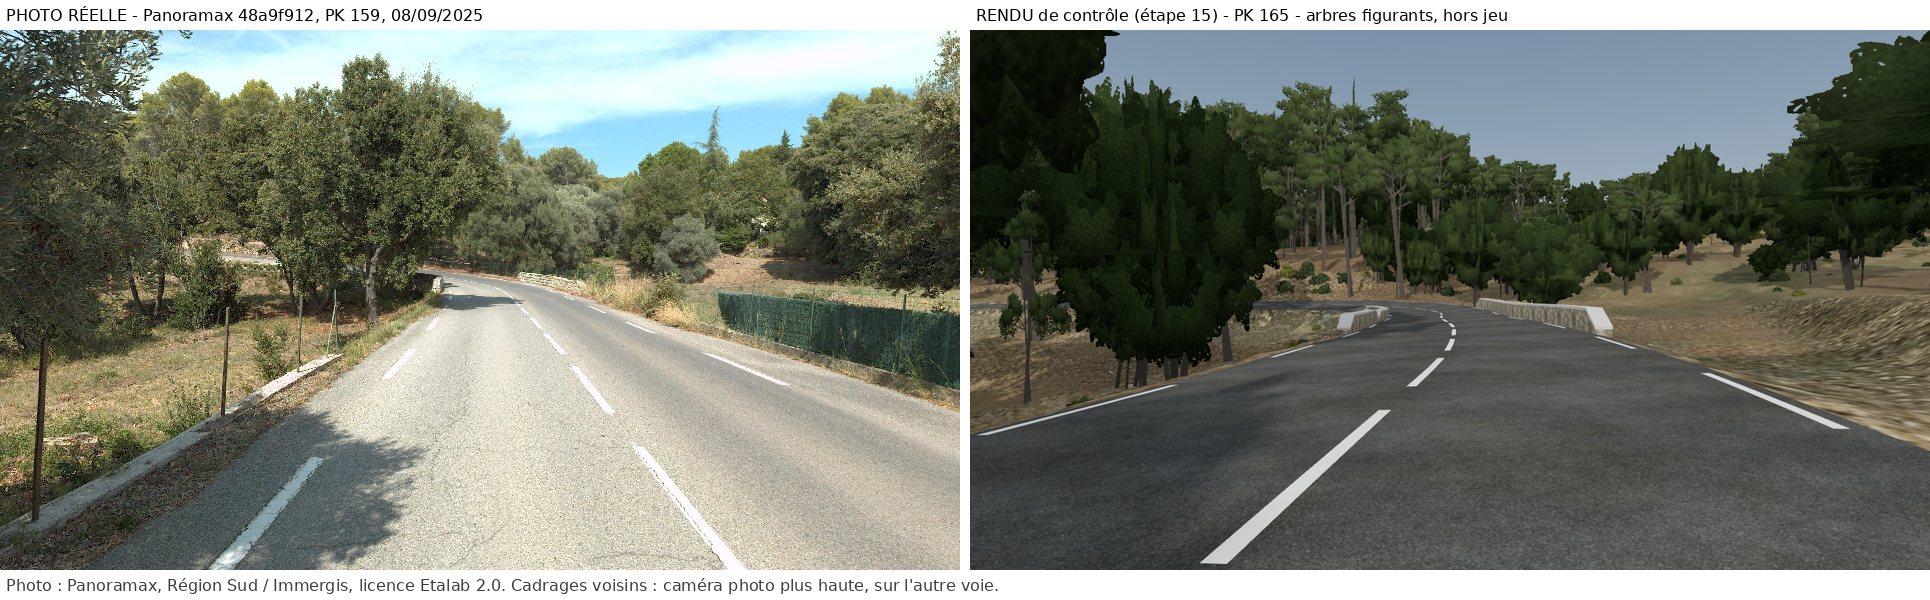 PHOTO RÉELLE - Panoramax 48a9f912, PK 159, 08/09/2025
RENDU de contrôle (étape 15) - PK 165 - arbres figurants, hors jeu
Photo : Panoramax, Région Sud / Immergis, licence Etalab 2.0. Cadrages voisins : caméra photo plus haute, sur l'autre voie.